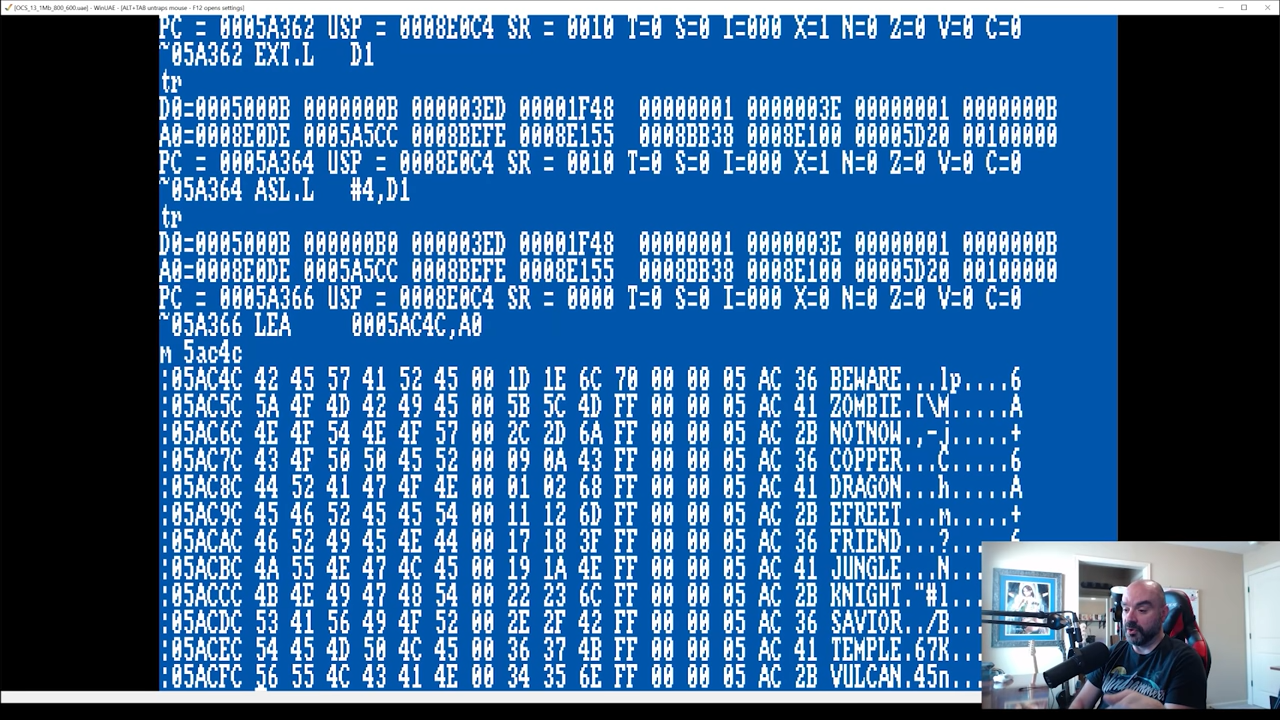 [OCS_13_1Mb_800_600.uae] - WinUAE - [ALT+TAB untraps mouse - F12 opens settings]
PC = 0005A362 USP = 0008E0C4 SR = 0010 T=0 S=0 I=000 X=1 N=0 Z=0 V=0 C=0
~05A362 EXT.L D1
tr
D0=0005000B 0000000B 000003ED 00001F48 00000001 0000003E 00000001 0000000B
A0=0008E0DE 0005A5CC 0008BEFE 0008E155 0008BB38 0008E100 00005D20 00100000
PC = 0005A364 USP = 0008E0C4 SR = 0010 T=0 S=0 I=000 X=1 N=0 Z=0 V=0 C=0
~05A364 ASL.L #4,D1
tr
D0=0005000B 000000B0 000003ED 00001F48 00000001 0000003E 00000001 0000000B
A0=0008E0DE 0005A5CC 0008BEFE 0008E155 0008BB38 0008E100 00005D20 00100000
PC = 0005A366 USP = 0008E0C4 SR = 0000 T=0 S=0 I=000 X=0 N=0 Z=0 V=0 C=0
~05A366 LEA 0005AC4C,A0
m 5ac4c
:05AC4C 42 45 57 41 52 45 00 1D 1E 6C 70 00 00 05 AC 36 BEWARE...lp....6
:05AC5C 5A 4F 4D 42 49 45 00 5B 5C 4D FF 00 00 05 AC 41 ZOMBIE.[\M.....A
:05AC6C 4E 4F 54 4E 4F 57 00 2C 2D 6A FF 00 00 05 AC 2B NOTNOW.,-j.....+
:05AC7C 43 4F 50 50 45 52 00 09 0A 43 FF 00 00 05 AC 36 COPPER...C.....6
:05AC8C 44 52 41 47 4F 4E 00 01 02 68 FF 00 00 05 AC 41 DRAGON...h.....A
:05AC9C 45 46 52 45 45 54 00 11 12 6D FF 00 00 05 AC 2B EFREET...m.....+
:05ACAC 46 52 49 45 4E 44 00 17 18 3F FF 00 00 05 AC 36 FRIEND...?.....6
:05ACBC 4A 55 4E 47 4C 45 00 19 1A 4E FF 00 00 05 AC 41 JUNGLE...N...
:05ACCC 4B 4E 49 47 48 54 00 22 23 6C FF 00 00 05 AC 2B KNIGHT."#l...
:05ACDC 53 41 56 49 4F 52 00 2E 2F 42 FF 00 00 05 AC 36 SAVIOR../B...
:05ACEC 54 45 4D 50 4C 45 00 36 37 4B FF 00 00 05 AC 41 TEMPLE.67K...
:05ACFC 56 55 4C 43 41 4E 00 34 35 6E FF 00 00 05 AC 2B VULCAN.45n...